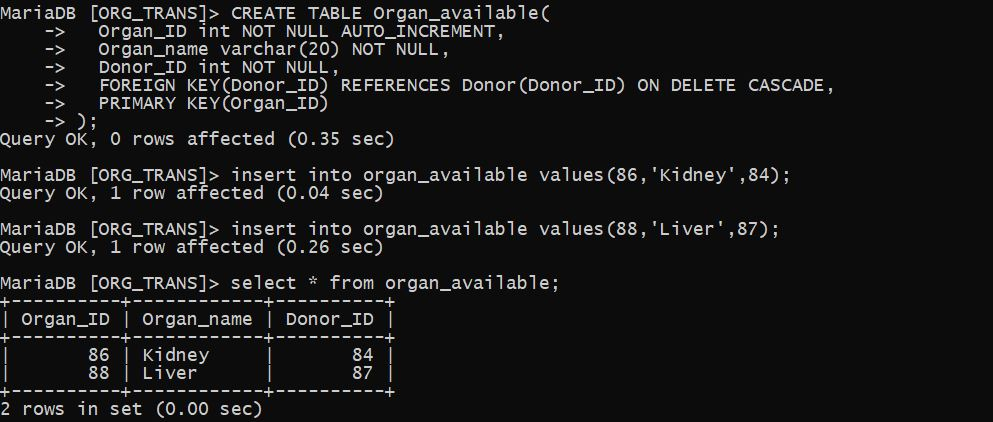 MariaDB [ORG_TRANS]> CREATE TABLE Organ_available(
    ->   Organ_ID int NOT NULL AUTO_INCREMENT,
    ->   Organ_name varchar(20) NOT NULL,
    ->   Donor_ID int NOT NULL,
    ->   FOREIGN KEY(Donor_ID) REFERENCES Donor(Donor_ID) ON DELETE CASCADE,
    ->   PRIMARY KEY(Organ_ID)
    -> );
Query OK, 0 rows affected (0.35 sec)

MariaDB [ORG_TRANS]> insert into organ_available values(86,'Kidney',84);
Query OK, 1 row affected (0.04 sec)

MariaDB [ORG_TRANS]> insert into organ_available values(88,'Liver',87);
Query OK, 1 row affected (0.26 sec)

MariaDB [ORG_TRANS]> select * from organ_available;
+----------+------------+----------+
| Organ_ID | Organ_name | Donor_ID |
+----------+------------+----------+
|       86 | Kidney     |       84 |
|       88 | Liver      |       87 |
+----------+------------+----------+
2 rows in set (0.00 sec)